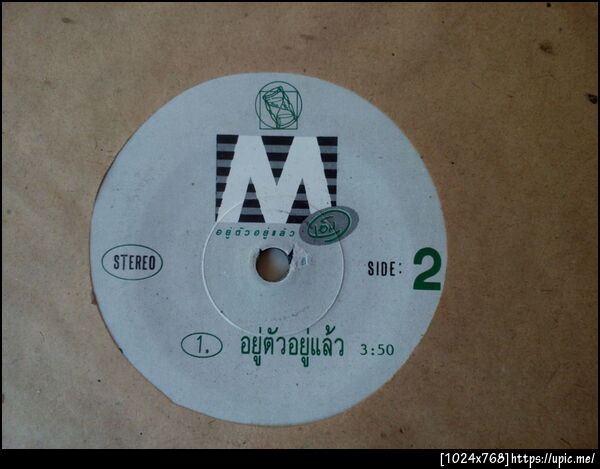 M
อยู่ตัวอยู่แล้ว
เอ็ม
STEREO
SIDE: 2
1. อยู่ตัวอยู่แล้ว 3:50
[1024x768]https://upic.me/